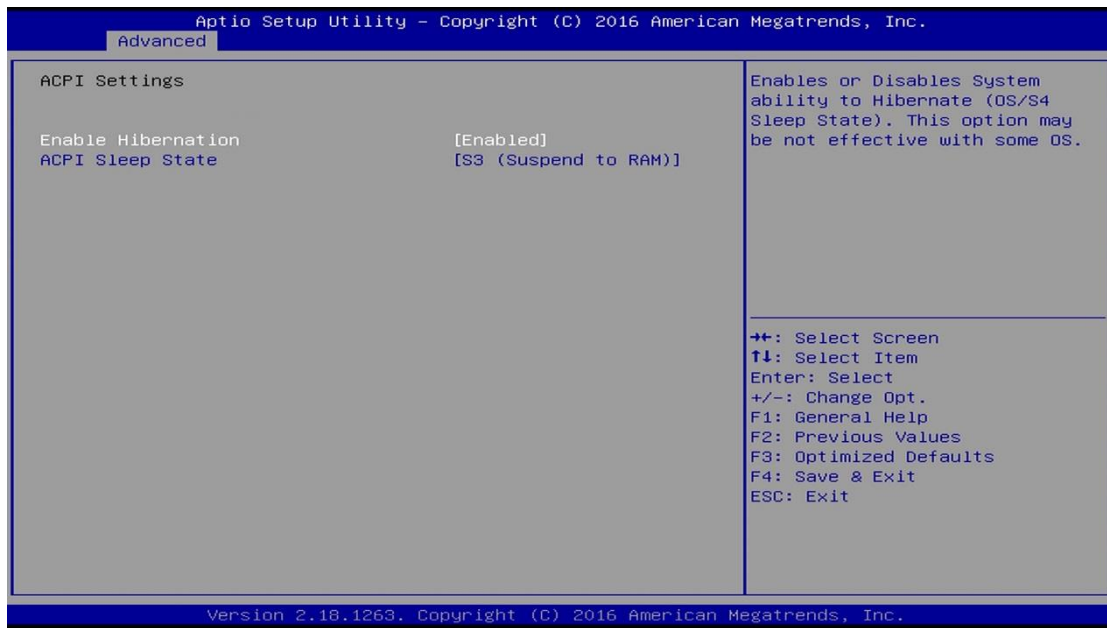 Aptio Setup Utility – Copyright (C) 2016 American Megatrends, Inc.
Advanced
ACPI Settings
Enable Hibernation [Enabled]
ACPI Sleep State [S3 (Suspend to RAM)]
Enables or Disables System
ability to Hibernate (OS/S4
Sleep State). This option may
be not effective with some OS.
→←: Select Screen
↑↓: Select Item
Enter: Select
+/-: Change Opt.
F1: General Help
F2: Previous Values
F3: Optimized Defaults
F4: Save & Exit
ESC: Exit
Version 2.18.1263. Copyright (C) 2016 American Megatrends, Inc.